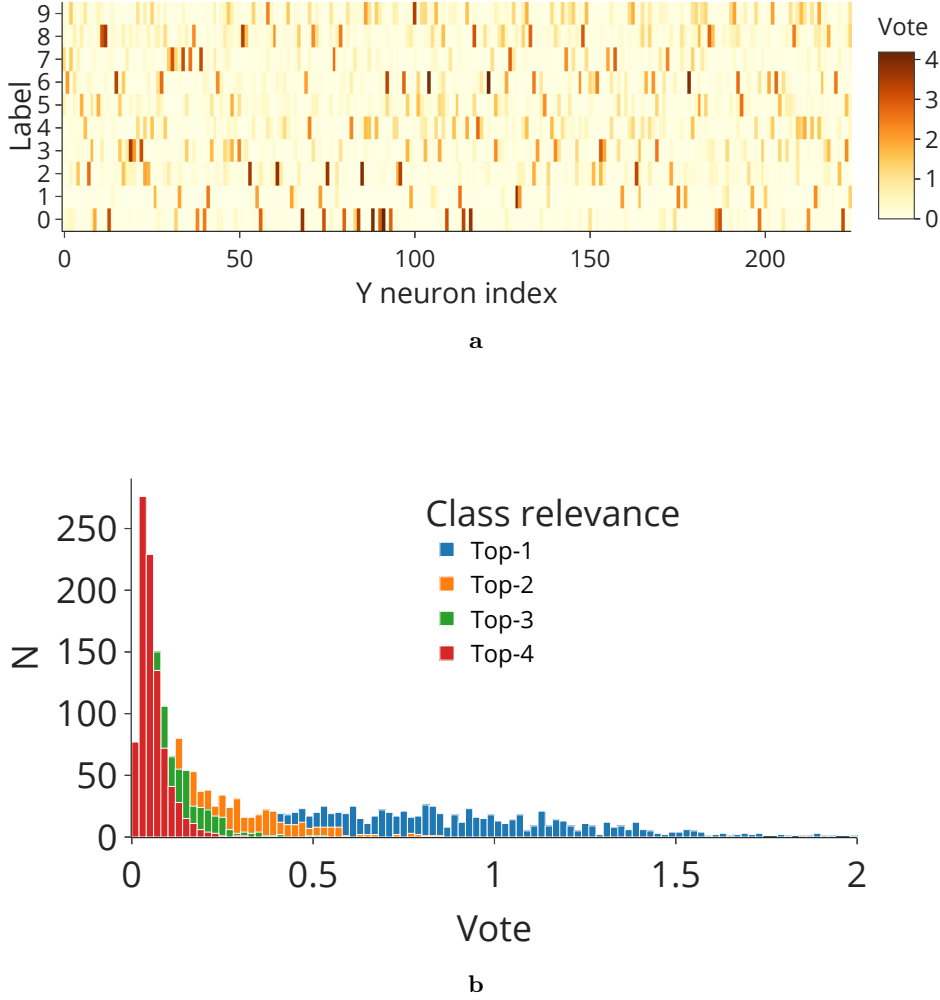 Vote
9
8
7
6
5
4
3
2
1
0
Label
4
3
2
1
0
0 50 100 150 200
Y neuron index
a
Class relevance
Top-1
Top-2
Top-3
Top-4
250
200
150
100
50
0
N
0 0.5 1 1.5 2
Vote
b